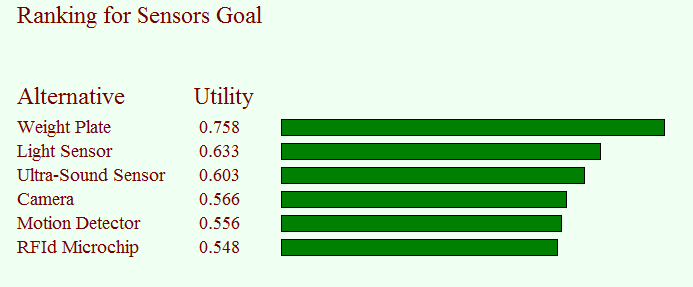 Ranking for Sensors Goal
Alternative Utility
Weight Plate 0.758
Light Sensor 0.633
Ultra-Sound Sensor 0.603
Camera 0.566
Motion Detector 0.556
RFId Microchip 0.548